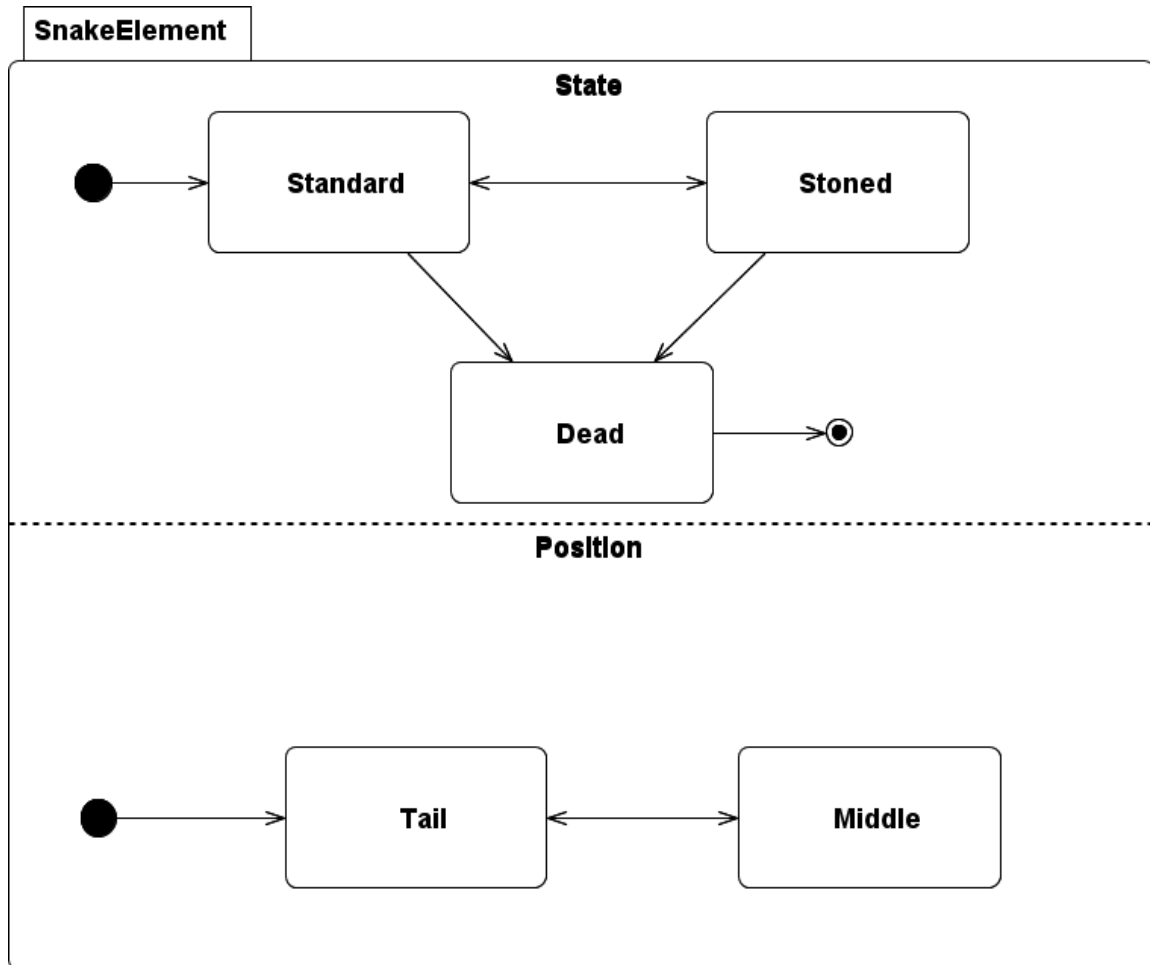 SnakeElement
State
Standard
Stoned
Dead
Position
Tail
Middle